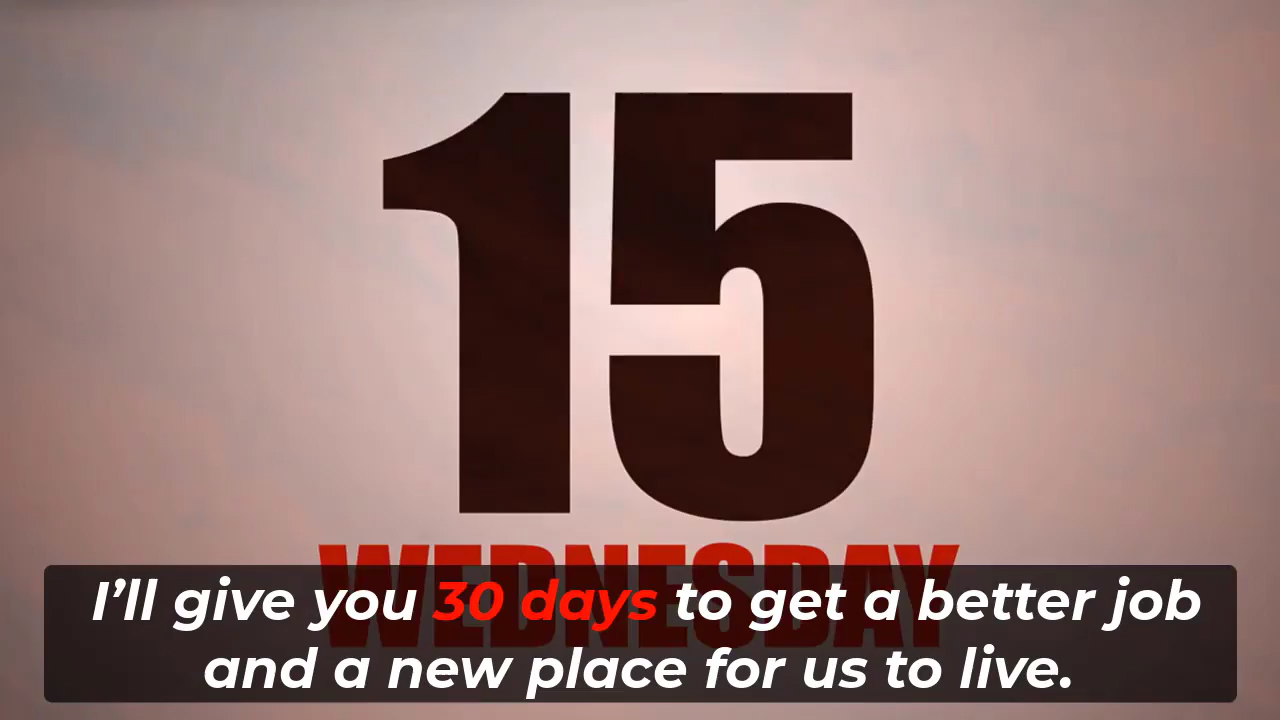 15
WEDNESDAY
I’ll give you 30 days to get a better job
and a new place for us to live.